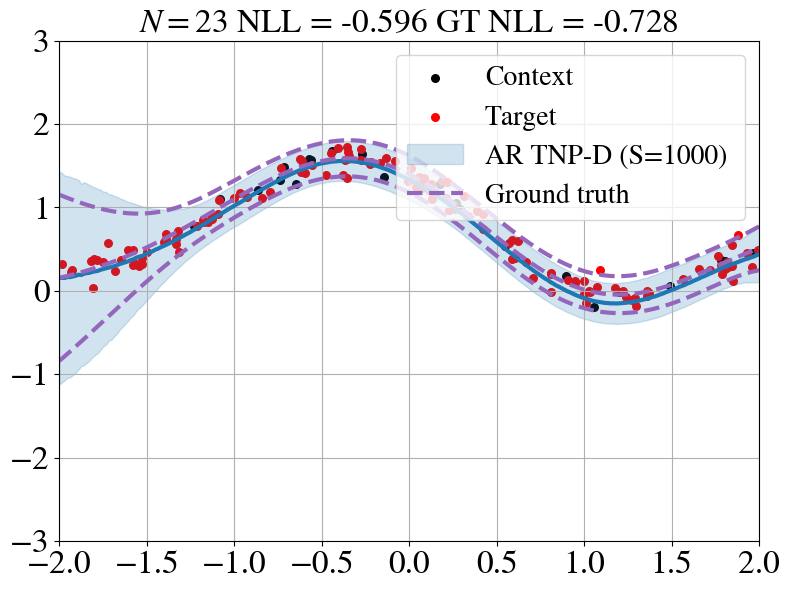 N = 23 NLL = -0.596 GT NLL = -0.728
Context
Target
AR TNP-D (S=1000)
Ground truth
3
2
1
0
−1
−2
−3
−2.0 −1.5 −1.0 −0.5 0.0 0.5 1.0 1.5 2.0